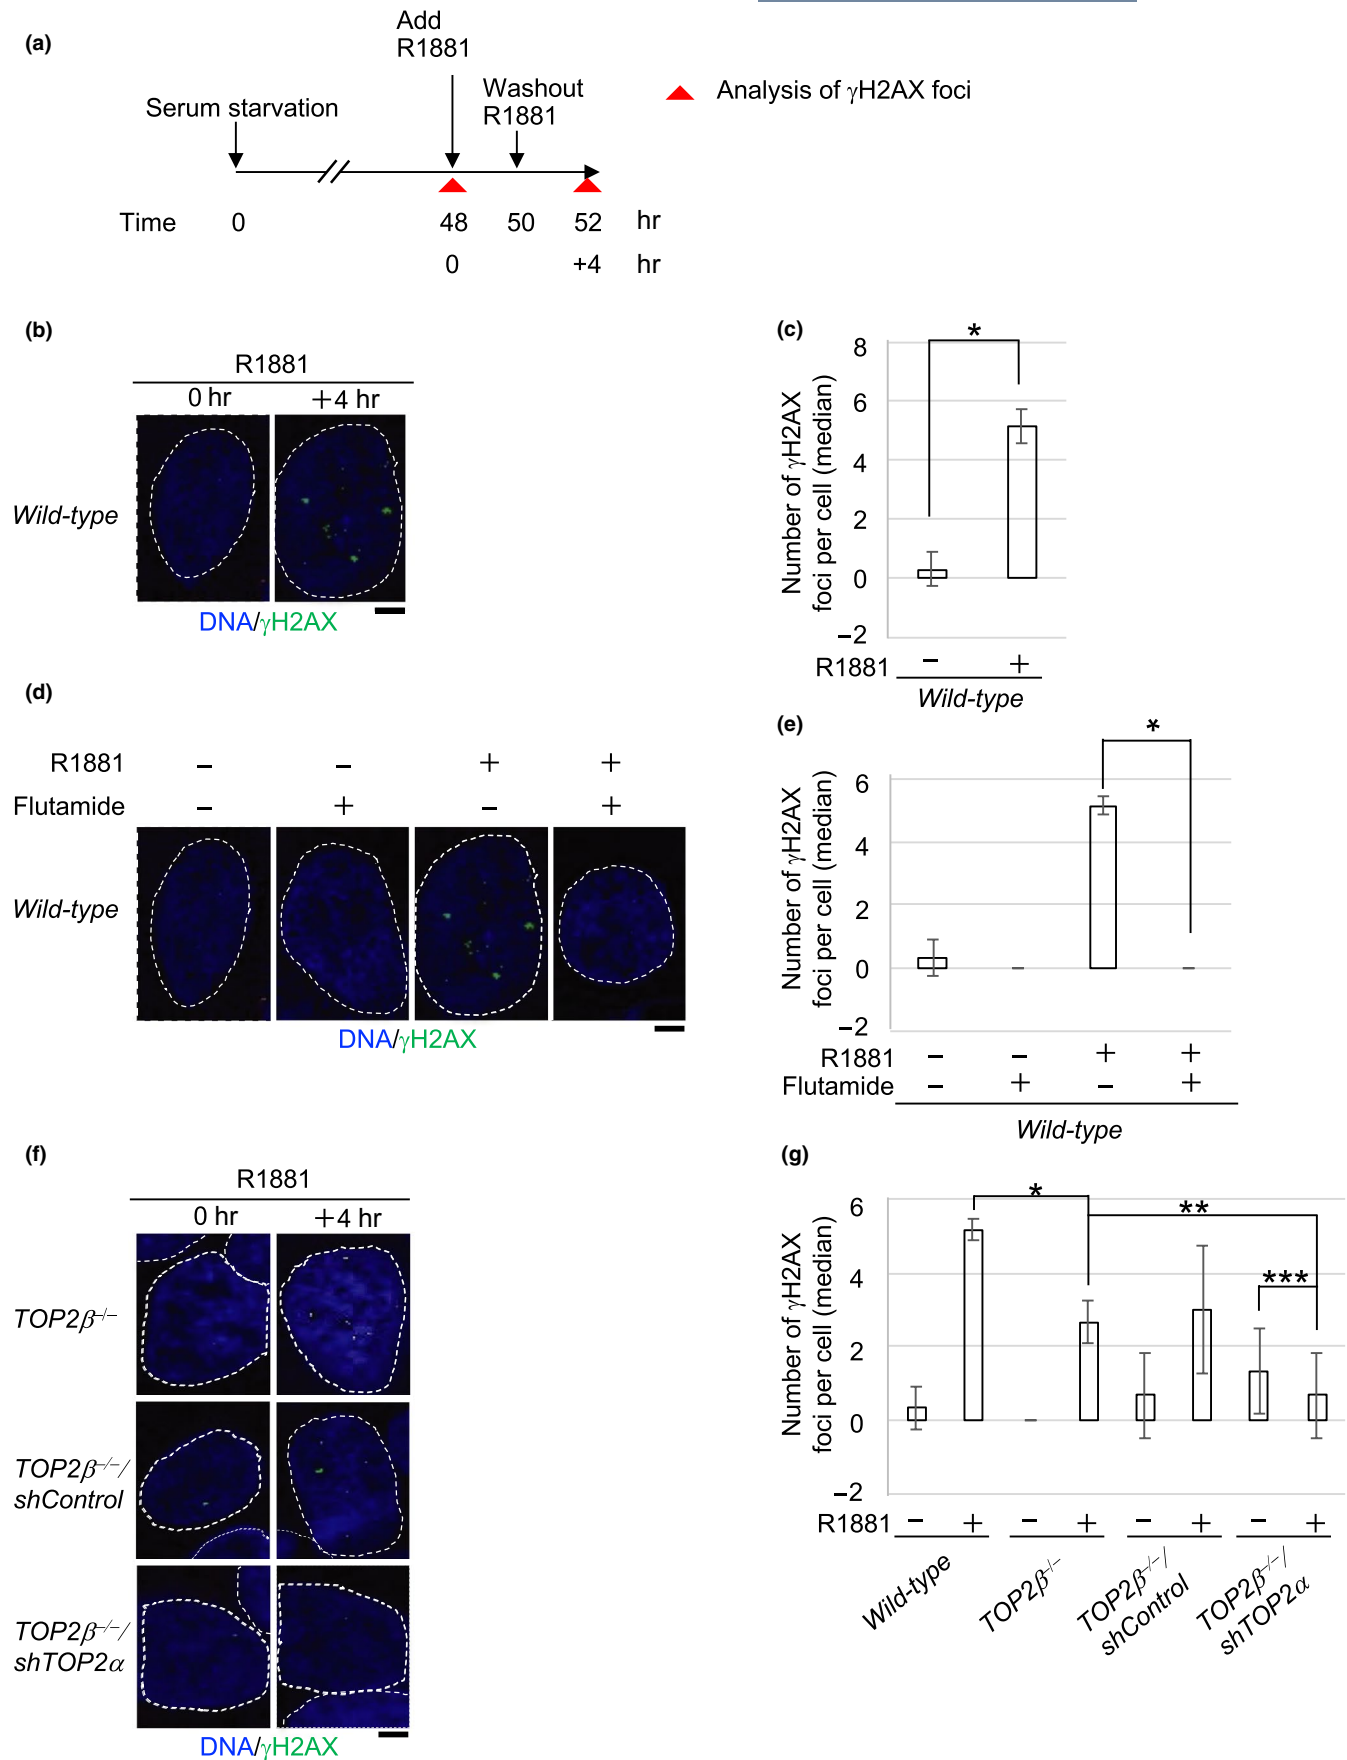 (a)
Add
R1881
Serum starvation
Washout
R1881
Analysis of γH2AX foci
Time 0 48 50 52 hr
0 +4 hr
(b)
R1881
0 hr +4 hr
Wild-type
DNA/γH2AX
(c)
*
Number of γH2AX
foci per cell (median)
8
6
4
2
0
−2
R1881 − +
Wild-type
(d)
R1881 − − + +
Flutamide − + − +
Wild-type
DNA/γH2AX
(e)
*
Number of γH2AX
foci per cell (median)
6
4
2
0
−2
R1881 − − + +
Flutamide − + − +
Wild-type
(f)
R1881
0 hr +4 hr
TOP2β−/−
TOP2β−/−/
shControl
TOP2β−/−/
shTOP2α
DNA/γH2AX
(g)
*
**
***
Number of γH2AX
foci per cell (median)
6
4
2
0
−2
R1881 − + − + − + − +
Wild-type
TOP2β−/−
TOP2β−/−/
shControl
TOP2β−/−/
shTOP2α